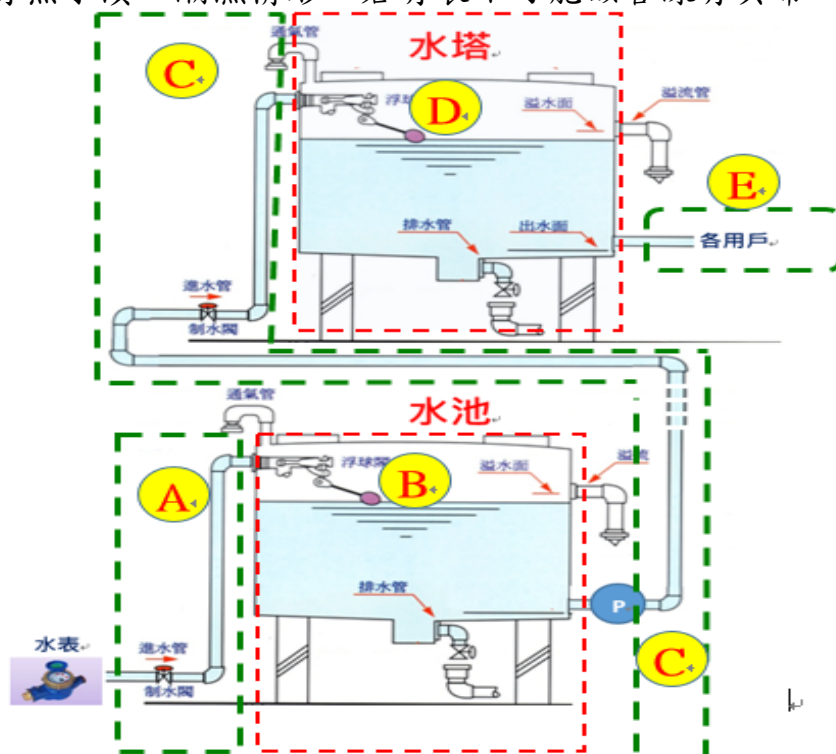 水塔
通氣管
C
浮球
D
溢水面
溢流管
E
排水管
出水面
各用戶
進水管
制水閥
通氣管
水池
A
浮球閥
B
溢水面
溢流
排水管
P
水表
進水管
制水閥
C